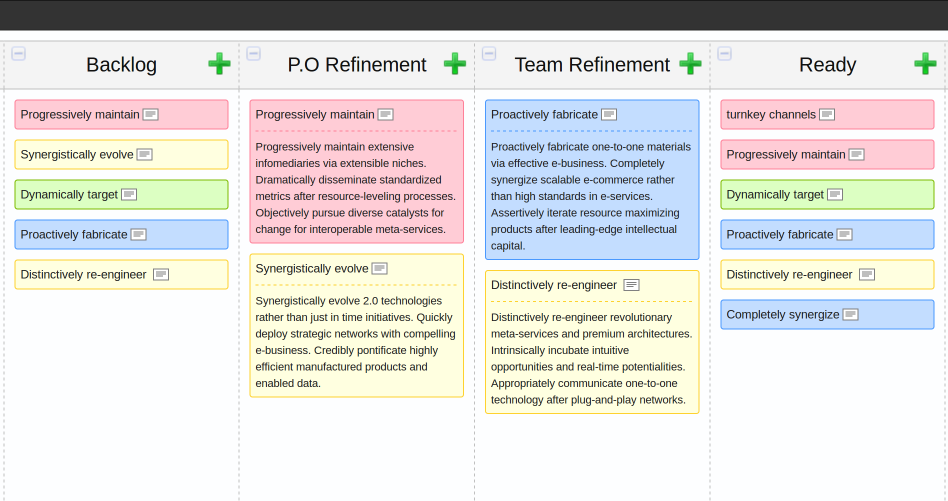 Backlog
Progressively maintain
Synergistically evolve
Dynamically target
Proactively fabricate
Distinctively re-engineer
P.O Refinement
Progressively maintain
Progressively maintain extensive
infomediaries via extensible niches.
Dramatically disseminate standardized
metrics after resource-leveling processes.
Objectively pursue diverse catalysts for
change for interoperable meta-services.
Synergistically evolve
Synergistically evolve 2.0 technologies
rather than just in time initiatives. Quickly
deploy strategic networks with compelling
e-business. Credibly pontificate highly
efficient manufactured products and
enabled data.
Team Refinement
Proactively fabricate
Proactively fabricate one-to-one materials
via effective e-business. Completely
synergize scalable e-commerce rather
than high standards in e-services.
Assertively iterate resource maximizing
products after leading-edge intellectual
capital.
Distinctively re-engineer
Distinctively re-engineer revolutionary
meta-services and premium architectures.
Intrinsically incubate intuitive
opportunities and real-time potentialities.
Appropriately communicate one-to-one
technology after plug-and-play networks.
Ready
turnkey channels
Progressively maintain
Dynamically target
Proactively fabricate
Distinctively re-engineer
Completely synergize